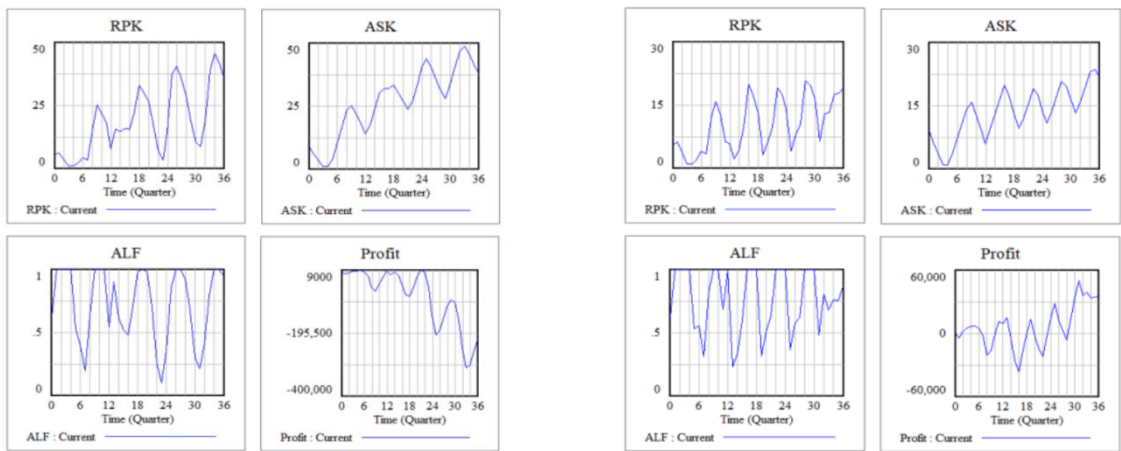 RPK
50
25
0
0 6 12 18 24 30 36
Time (Quarter)
RPK : Current
ASK
50
25
0
0 6 12 18 24 30 36
Time (Quarter)
ASK : Current
RPK
30
15
0
0 6 12 18 24 30 36
Time (Quarter)
RPK : Current
ASK
30
15
0
0 6 12 18 24 30 36
Time (Quarter)
ASK : Current
ALF
1
.5
0
0 6 12 18 24 30 36
Time (Quarter)
ALF : Current
Profit
9000
-195,500
-400,000
0 6 12 18 24 30 36
Time (Quarter)
Profit : Current
ALF
1
.5
0
0 6 12 18 24 30 36
Time (Quarter)
ALF : Current
Profit
60,000
0
-60,000
0 6 12 18 24 30 36
Time (Quarter)
Profit : Current